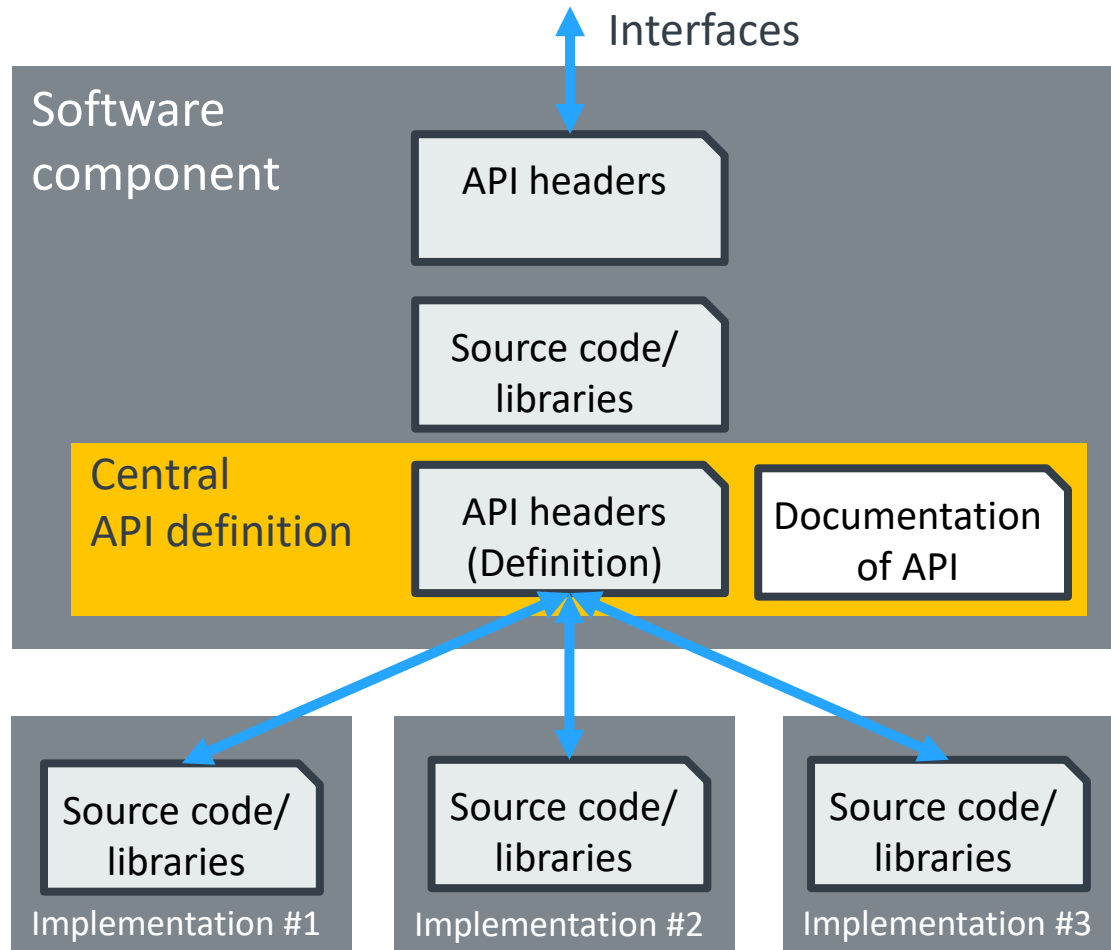 Interfaces
Software
component
API headers
Source code/
libraries
Central
API definition
API headers
(Definition)
Documentation
of API
Source code/
libraries
Implementation #1
Source code/
libraries
Implementation #2
Source code/
libraries
Implementation #3